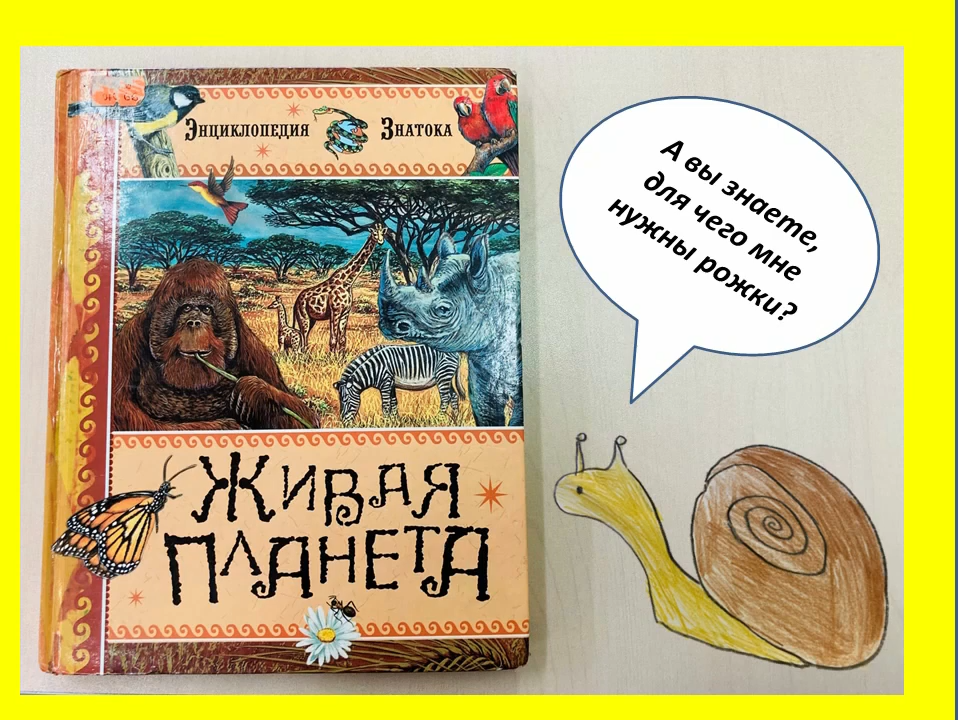 Энциклопедия Знатока
Живая
планета
А вы знаете,
для чего мне
нужны рожки?